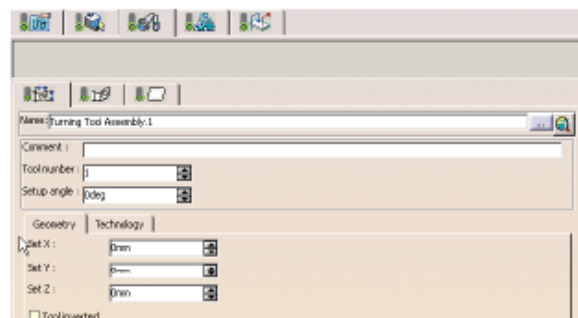 Name: Turning Tool Assembly.1
...
Comment :
Tool number : 1
Setup angle : 0deg
Geometry Technology
Set X : 0mm
Set Y : 0mm
Set Z : 0mm
Tool inverted